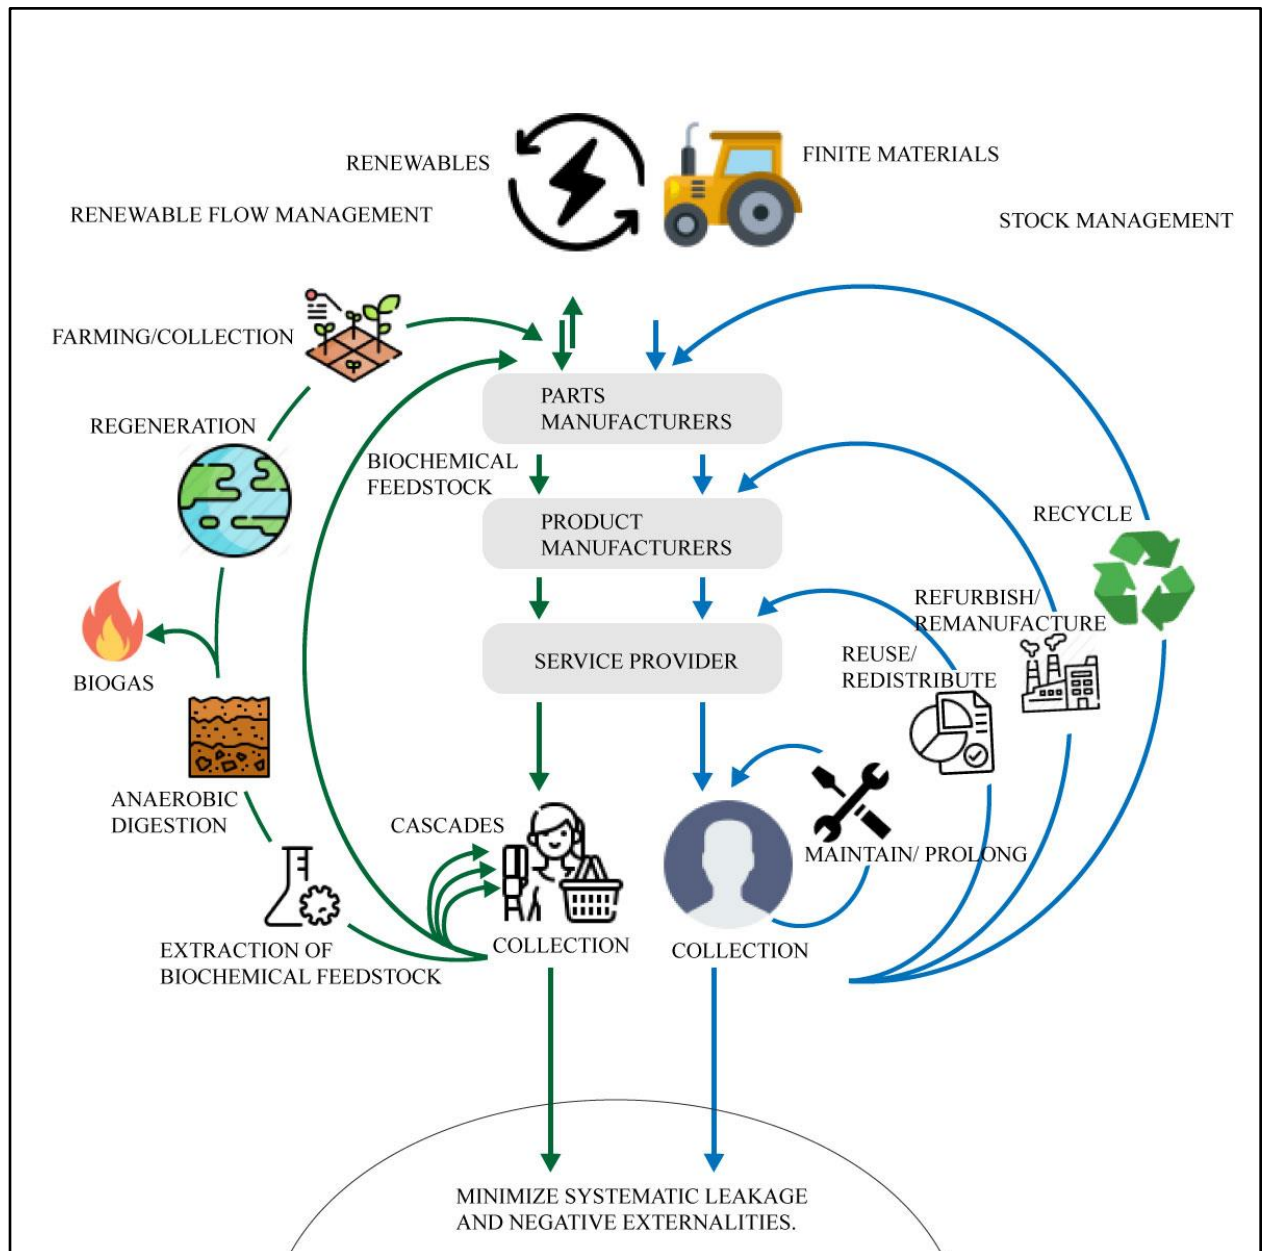 RENEWABLES
FINITE MATERIALS
RENEWABLE FLOW MANAGEMENT
STOCK MANAGEMENT
FARMING/COLLECTION
PARTS
MANUFACTURERS
REGENERATION
BIOCHEMICAL
FEEDSTOCK
PRODUCT
MANUFACTURERS
RECYCLE
REFURBISH/
REMANUFACTURE
REUSE/
REDISTRIBUTE
SERVICE PROVIDER
BIOGAS
ANAEROBIC
DIGESTION
CASCADES
MAINTAIN/ PROLONG
EXTRACTION OF
BIOCHEMICAL FEEDSTOCK
COLLECTION
COLLECTION
MINIMIZE SYSTEMATIC LEAKAGE
AND NEGATIVE EXTERNALITIES.